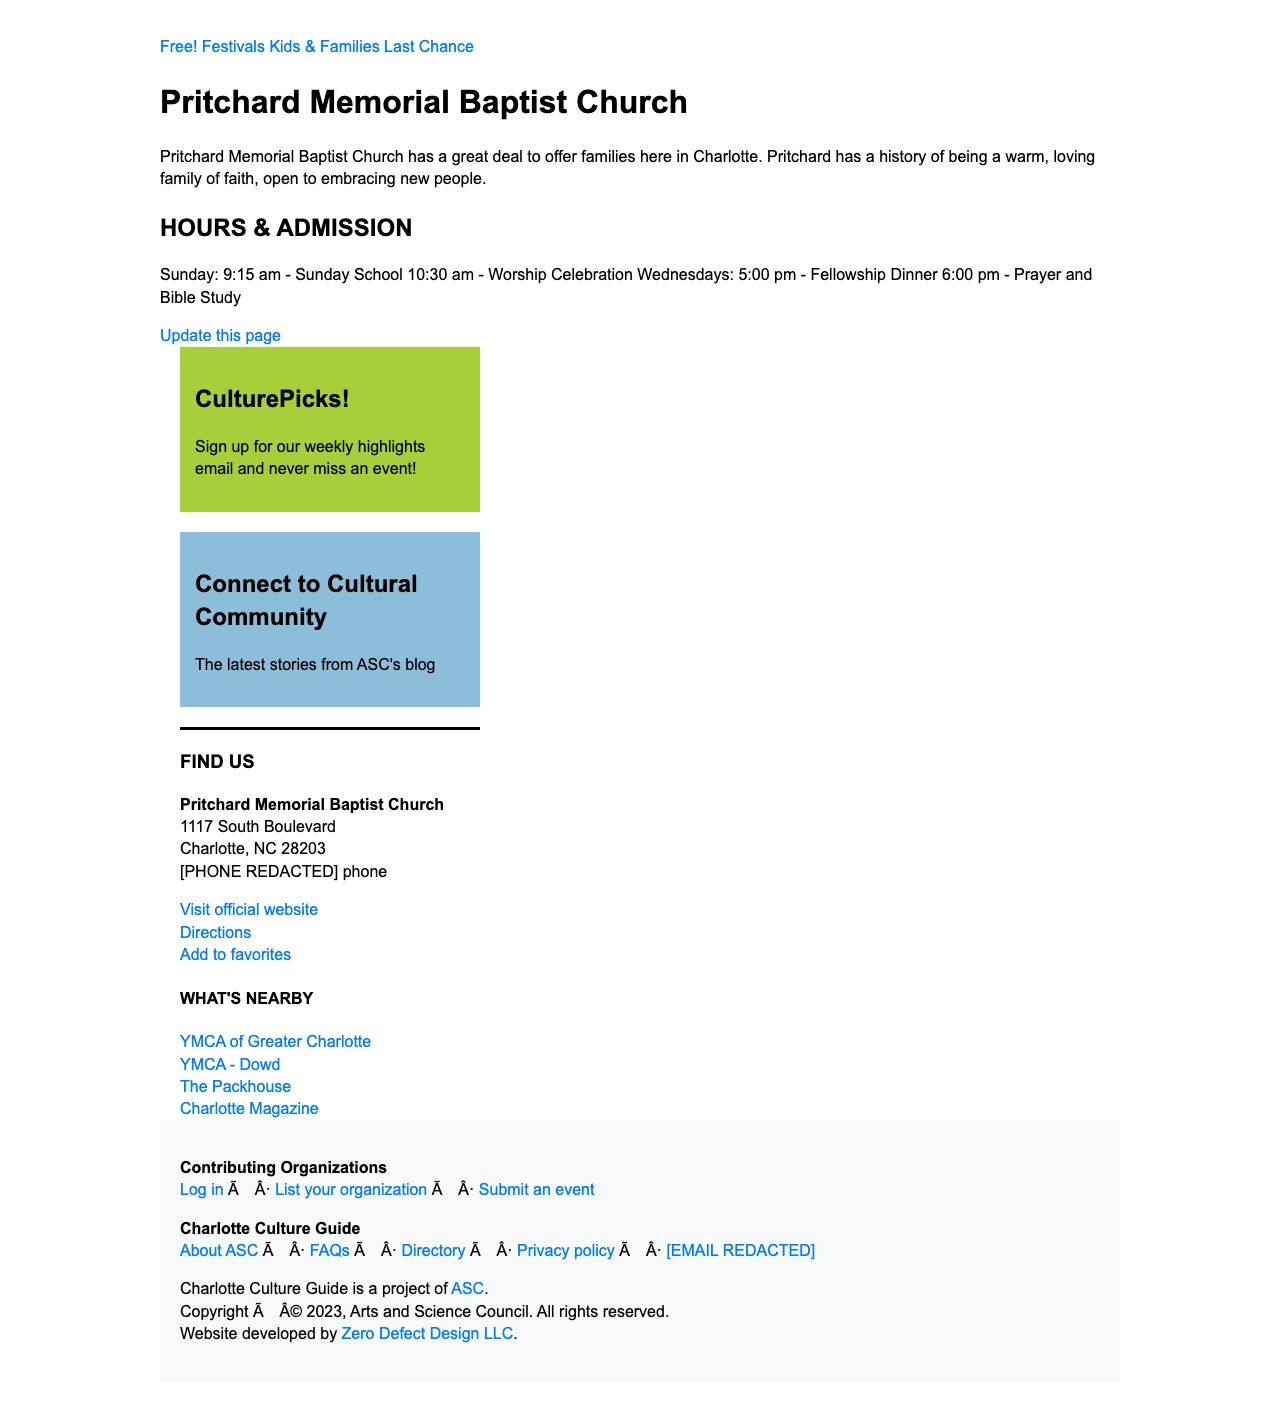 Free! Festivals Kids & Families Last Chance
Pritchard Memorial Baptist Church
Pritchard Memorial Baptist Church has a great deal to offer families here in Charlotte. Pritchard has a history of being a warm, loving
family of faith, open to embracing new people.
HOURS & ADMISSION
Sunday: 9:15 am - Sunday School 10:30 am - Worship Celebration Wednesdays: 5:00 pm - Fellowship Dinner 6:00 pm - Prayer and
Bible Study
Update this page
CulturePicks!
Sign up for our weekly highlights
email and never miss an event!
Connect to Cultural
Community
The latest stories from ASC's blog
FIND US
Pritchard Memorial Baptist Church
1117 South Boulevard
Charlotte, NC 28203
[PHONE REDACTED] phone
Visit official website
Directions
Add to favorites
WHAT'S NEARBY
YMCA of Greater Charlotte
YMCA - Dowd
The Packhouse
Charlotte Magazine
Contributing Organizations
Log in Ã Â· List your organization Ã Â· Submit an event
Charlotte Culture Guide
About ASC Ã Â· FAQs Ã Â· Directory Ã Â· Privacy policy Ã Â· [EMAIL REDACTED]
Charlotte Culture Guide is a project of ASC.
Copyright Ã Â© 2023, Arts and Science Council. All rights reserved.
Website developed by Zero Defect Design LLC.